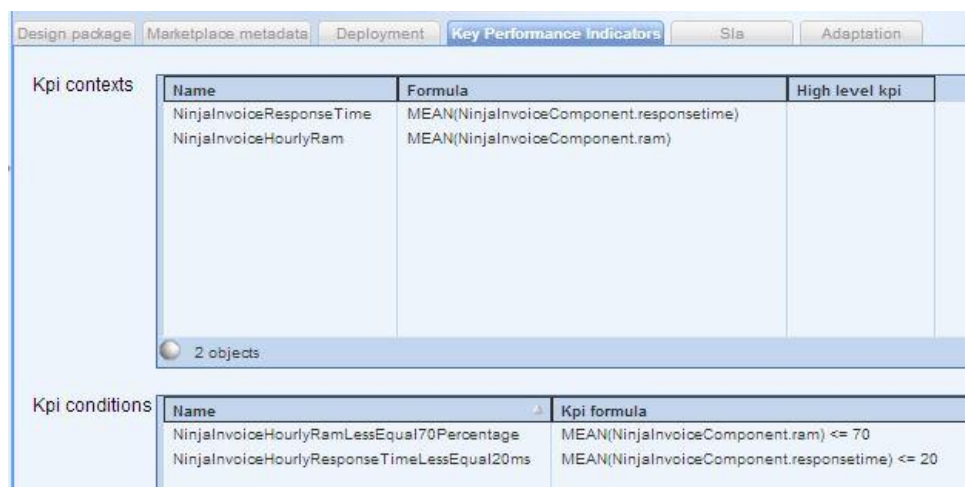 Design package Marketplace metadata Deployment Key Performance Indicators Sla Adaptation
Kpi contexts
Name Formula High level kpi
NinjaInvoiceResponseTime MEAN(NinjaInvoiceComponent.responsetime)
NinjaInvoiceHourlyRam MEAN(NinjaInvoiceComponent.ram)
2 objects
Kpi conditions
Name Kpi formula
NinjaInvoiceHourlyRamLessEqual70Percentage MEAN(NinjaInvoiceComponent.ram) <= 70
NinjaInvoiceHourlyResponseTimeLessEqual20ms MEAN(NinjaInvoiceComponent.responsetime) <= 20